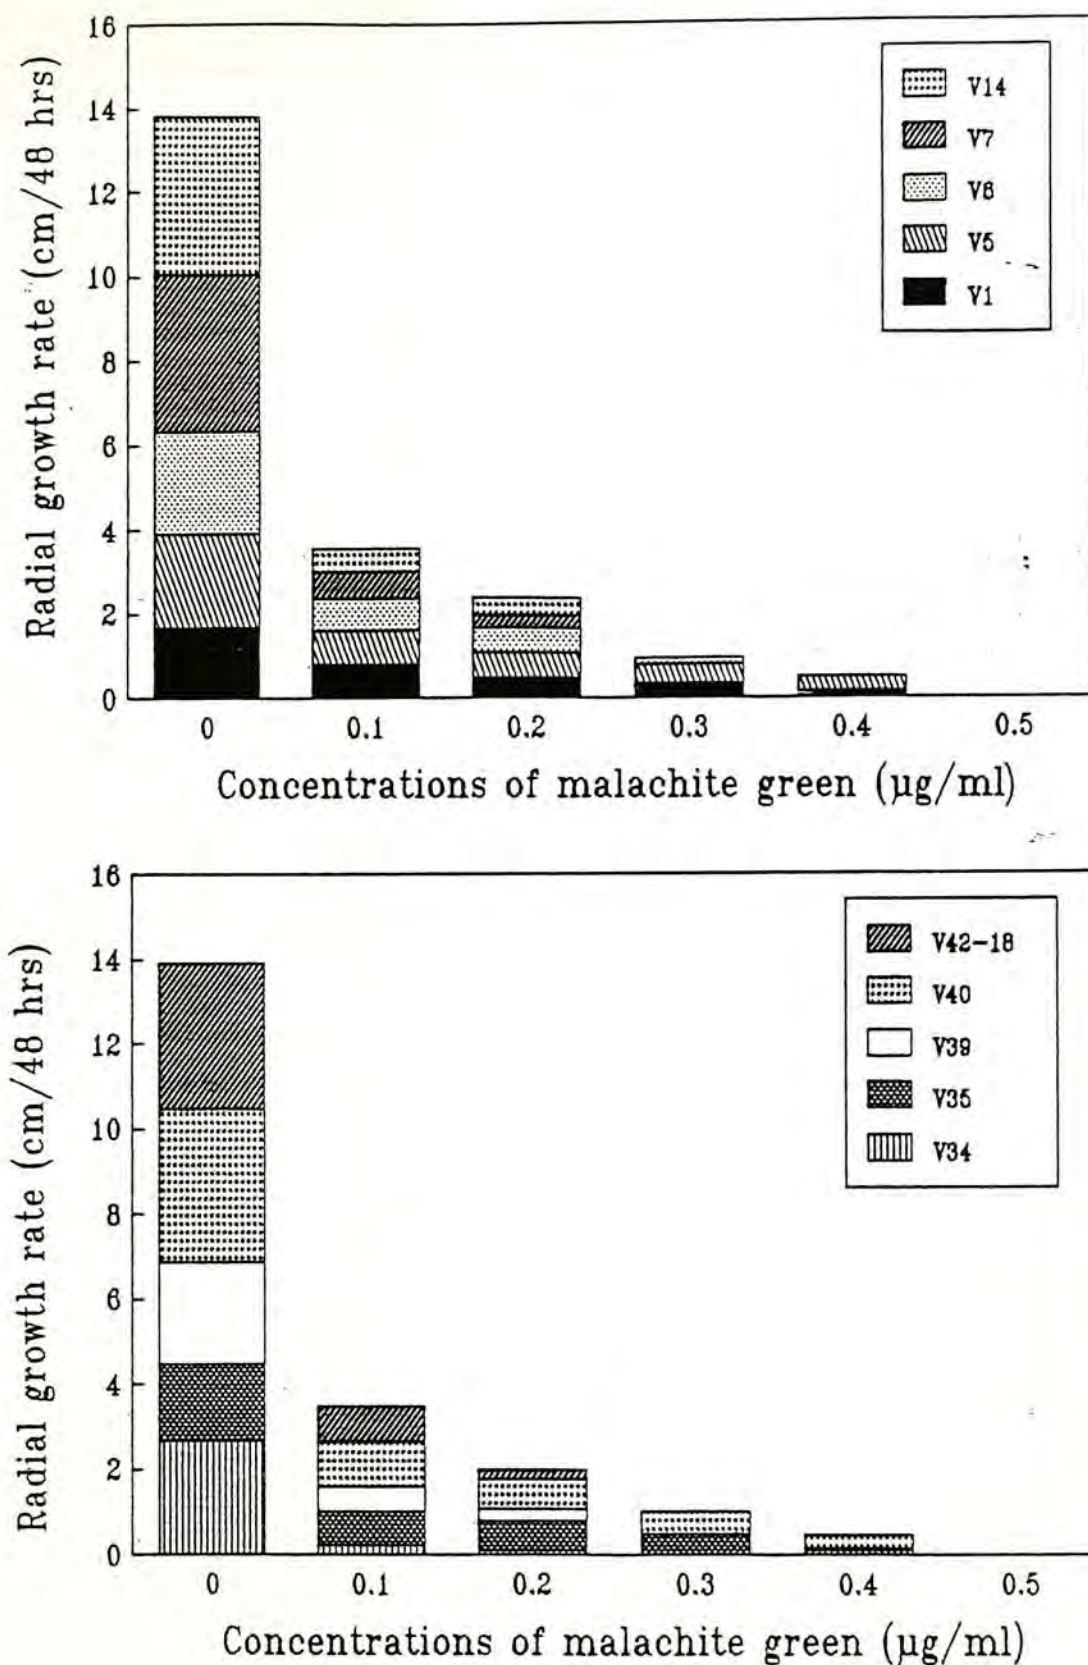 16
14
12
10
8
6
4
2
0
Radial growth rate (cm/48 hrs)
V14
V7
V6
V5
V1
0 0.1 0.2 0.3 0.4 0.5
Concentrations of malachite green (µg/ml)
16
14
12
10
8
6
4
2
0
Radial growth rate (cm/48 hrs)
V42-18
V40
V39
V35
V34
0 0.1 0.2 0.3 0.4 0.5
Concentrations of malachite green (µg/ml)